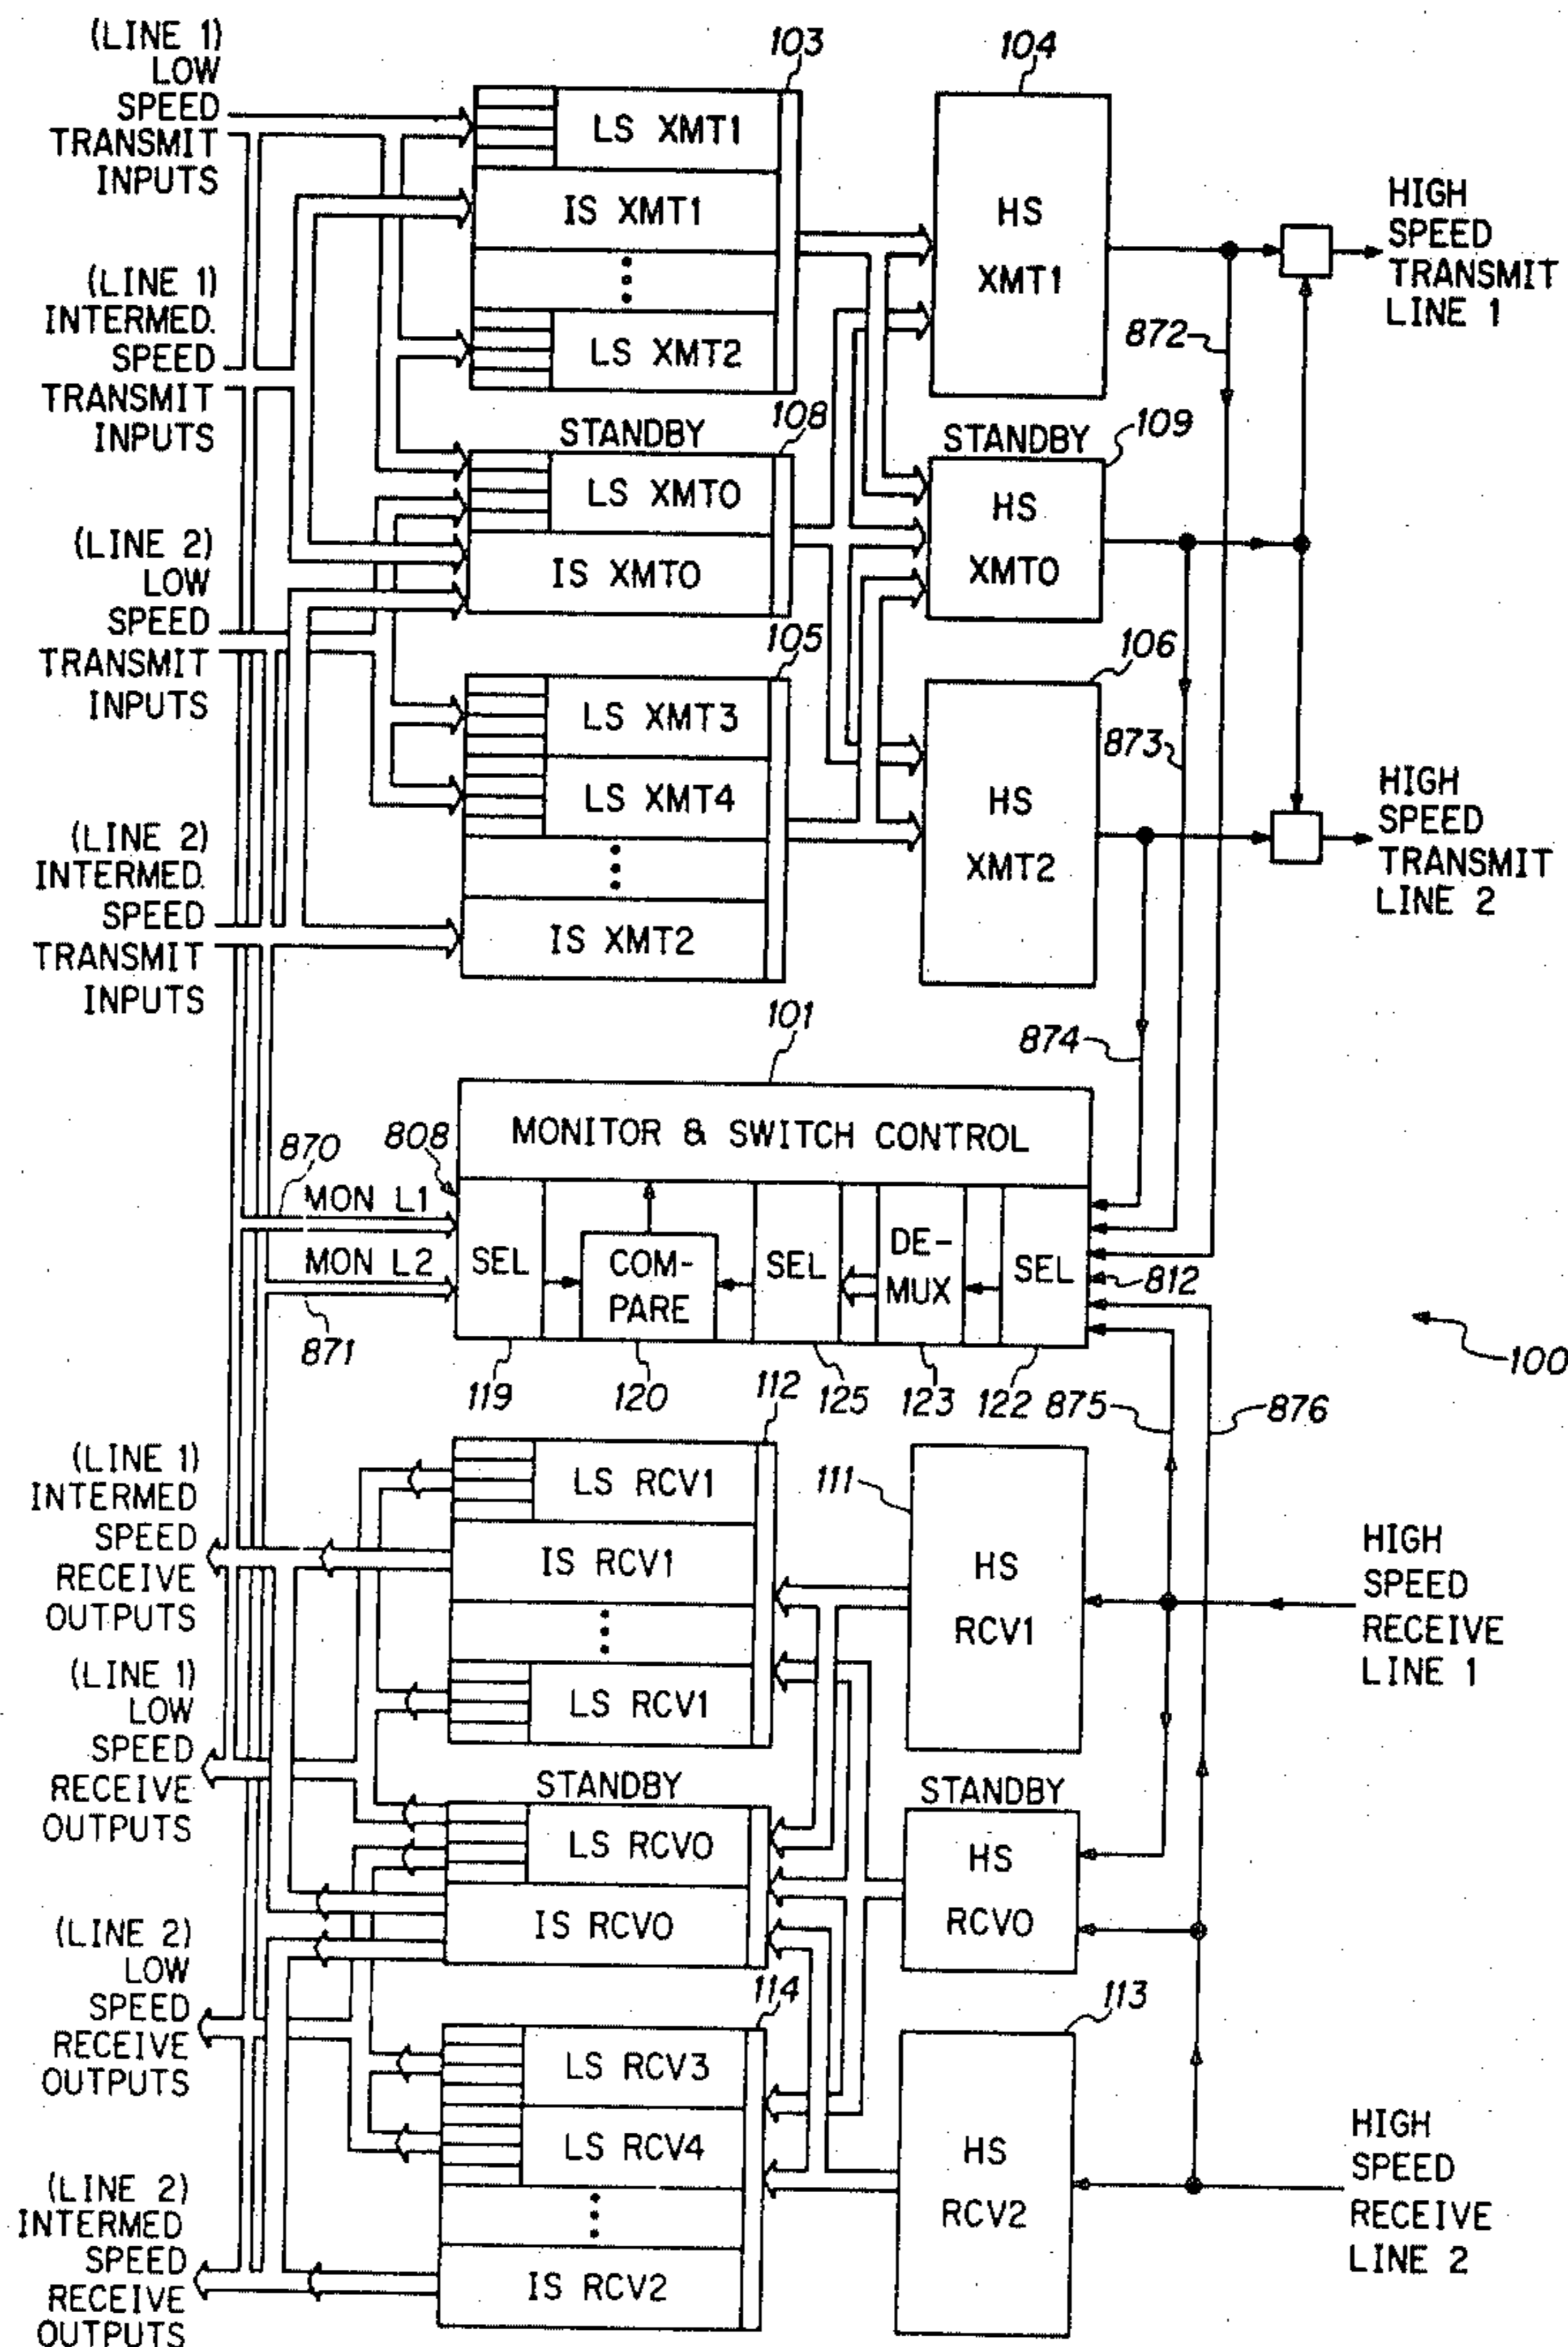 (LINE 1)
LOW
SPEED
TRANSMIT
INPUTS
(LINE 1)
INTERMED.
SPEED
TRANSMIT
INPUTS
(LINE 2)
LOW
SPEED
TRANSMIT
INPUTS
(LINE 2)
INTERMED.
SPEED
TRANSMIT
INPUTS
103
LS XMT1
IS XMT1
LS XMT2
STANDBY
108
LS XMT0
IS XMT0
105
LS XMT3
LS XMT4
IS XMT2
104
HS
XMT1
STANDBY
109
HS
XMT0
106
HS
XMT2
872
873
874
HIGH
SPEED
TRANSMIT
LINE 1
HIGH
SPEED
TRANSMIT
LINE 2
101
MONITOR & SWITCH CONTROL
870
808
MON L1
MON L2
871
SEL
COM-
PARE
SEL
DE-
MUX
SEL
812
119
120
125
123
122
875
876
100
(LINE 1)
INTERMED
SPEED
RECEIVE
OUTPUTS
(LINE 1)
LOW
SPEED
RECEIVE
OUTPUTS
(LINE 2)
LOW
SPEED
RECEIVE
OUTPUTS
(LINE 2)
INTERMED
SPEED
RECEIVE
OUTPUTS
112
LS RCV1
IS RCV1
LS RCV1
STANDBY
LS RCV0
IS RCV0
114
LS RCV3
LS RCV4
IS RCV2
111
HS
RCV1
STANDBY
HS
RCV0
113
HS
RCV2
HIGH
SPEED
RECEIVE
LINE 1
HIGH
SPEED
RECEIVE
LINE 2